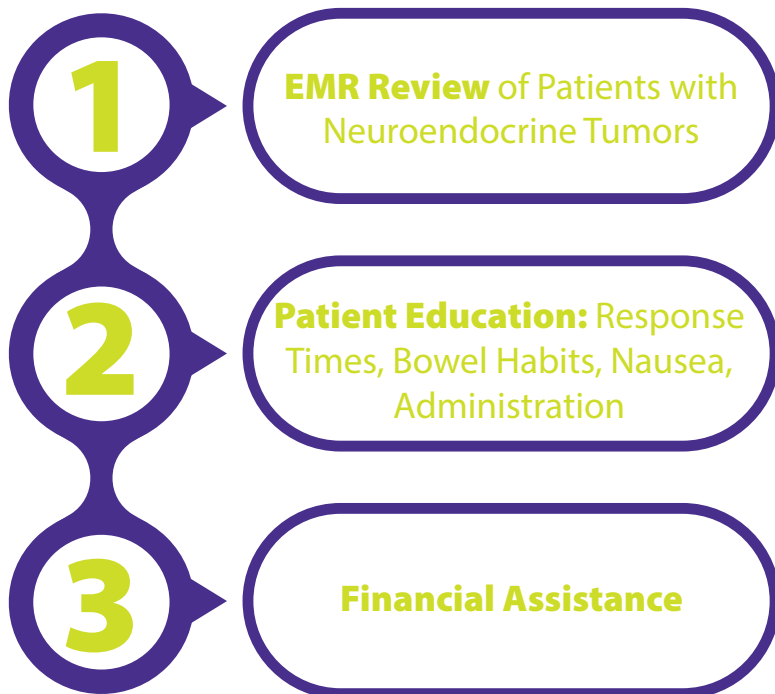 1
EMR Review of Patients with
Neuroendocrine Tumors
2
Patient Education: Response
Times, Bowel Habits, Nausea,
Administration
3
Financial Assistance